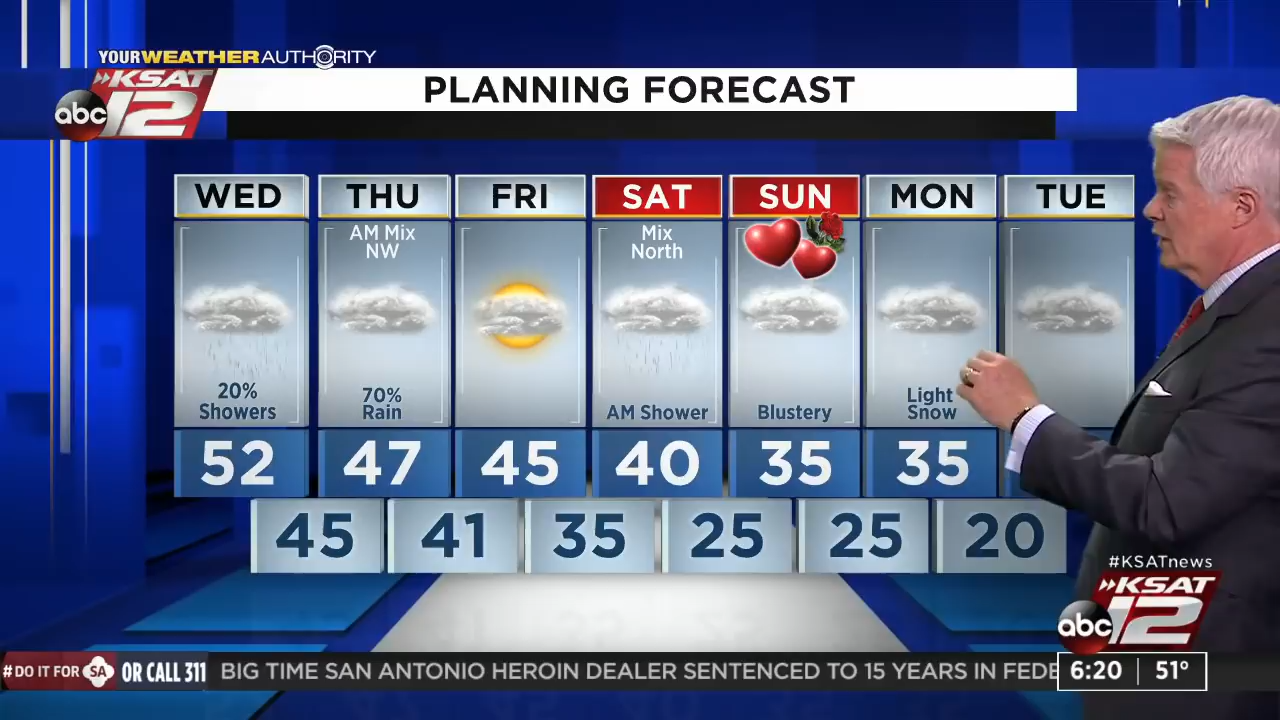 YOUR WEATHER AUTHORITY
KSAT
abc 12
PLANNING FORECAST
WED THU FRI SAT SUN MON TUE
AM Mix
NW
Mix
North
20%
Showers
70%
Rain
AM Shower
Blustery
Light
Snow
52 47 45 40 35 35
45 41 35 25 25 20
#KSATnews
KSAT
abc 12
#DO IT FOR SA OR CALL 311 BIG TIME SAN ANTONIO HEROIN DEALER SENTENCED TO 15 YEARS IN FEDE 6:20 51°